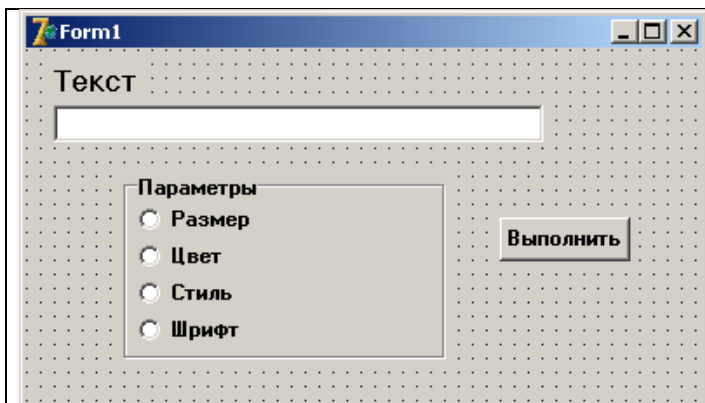 Form1
Текст
Параметры
Размер
Цвет
Стиль
Шрифт
Выполнить